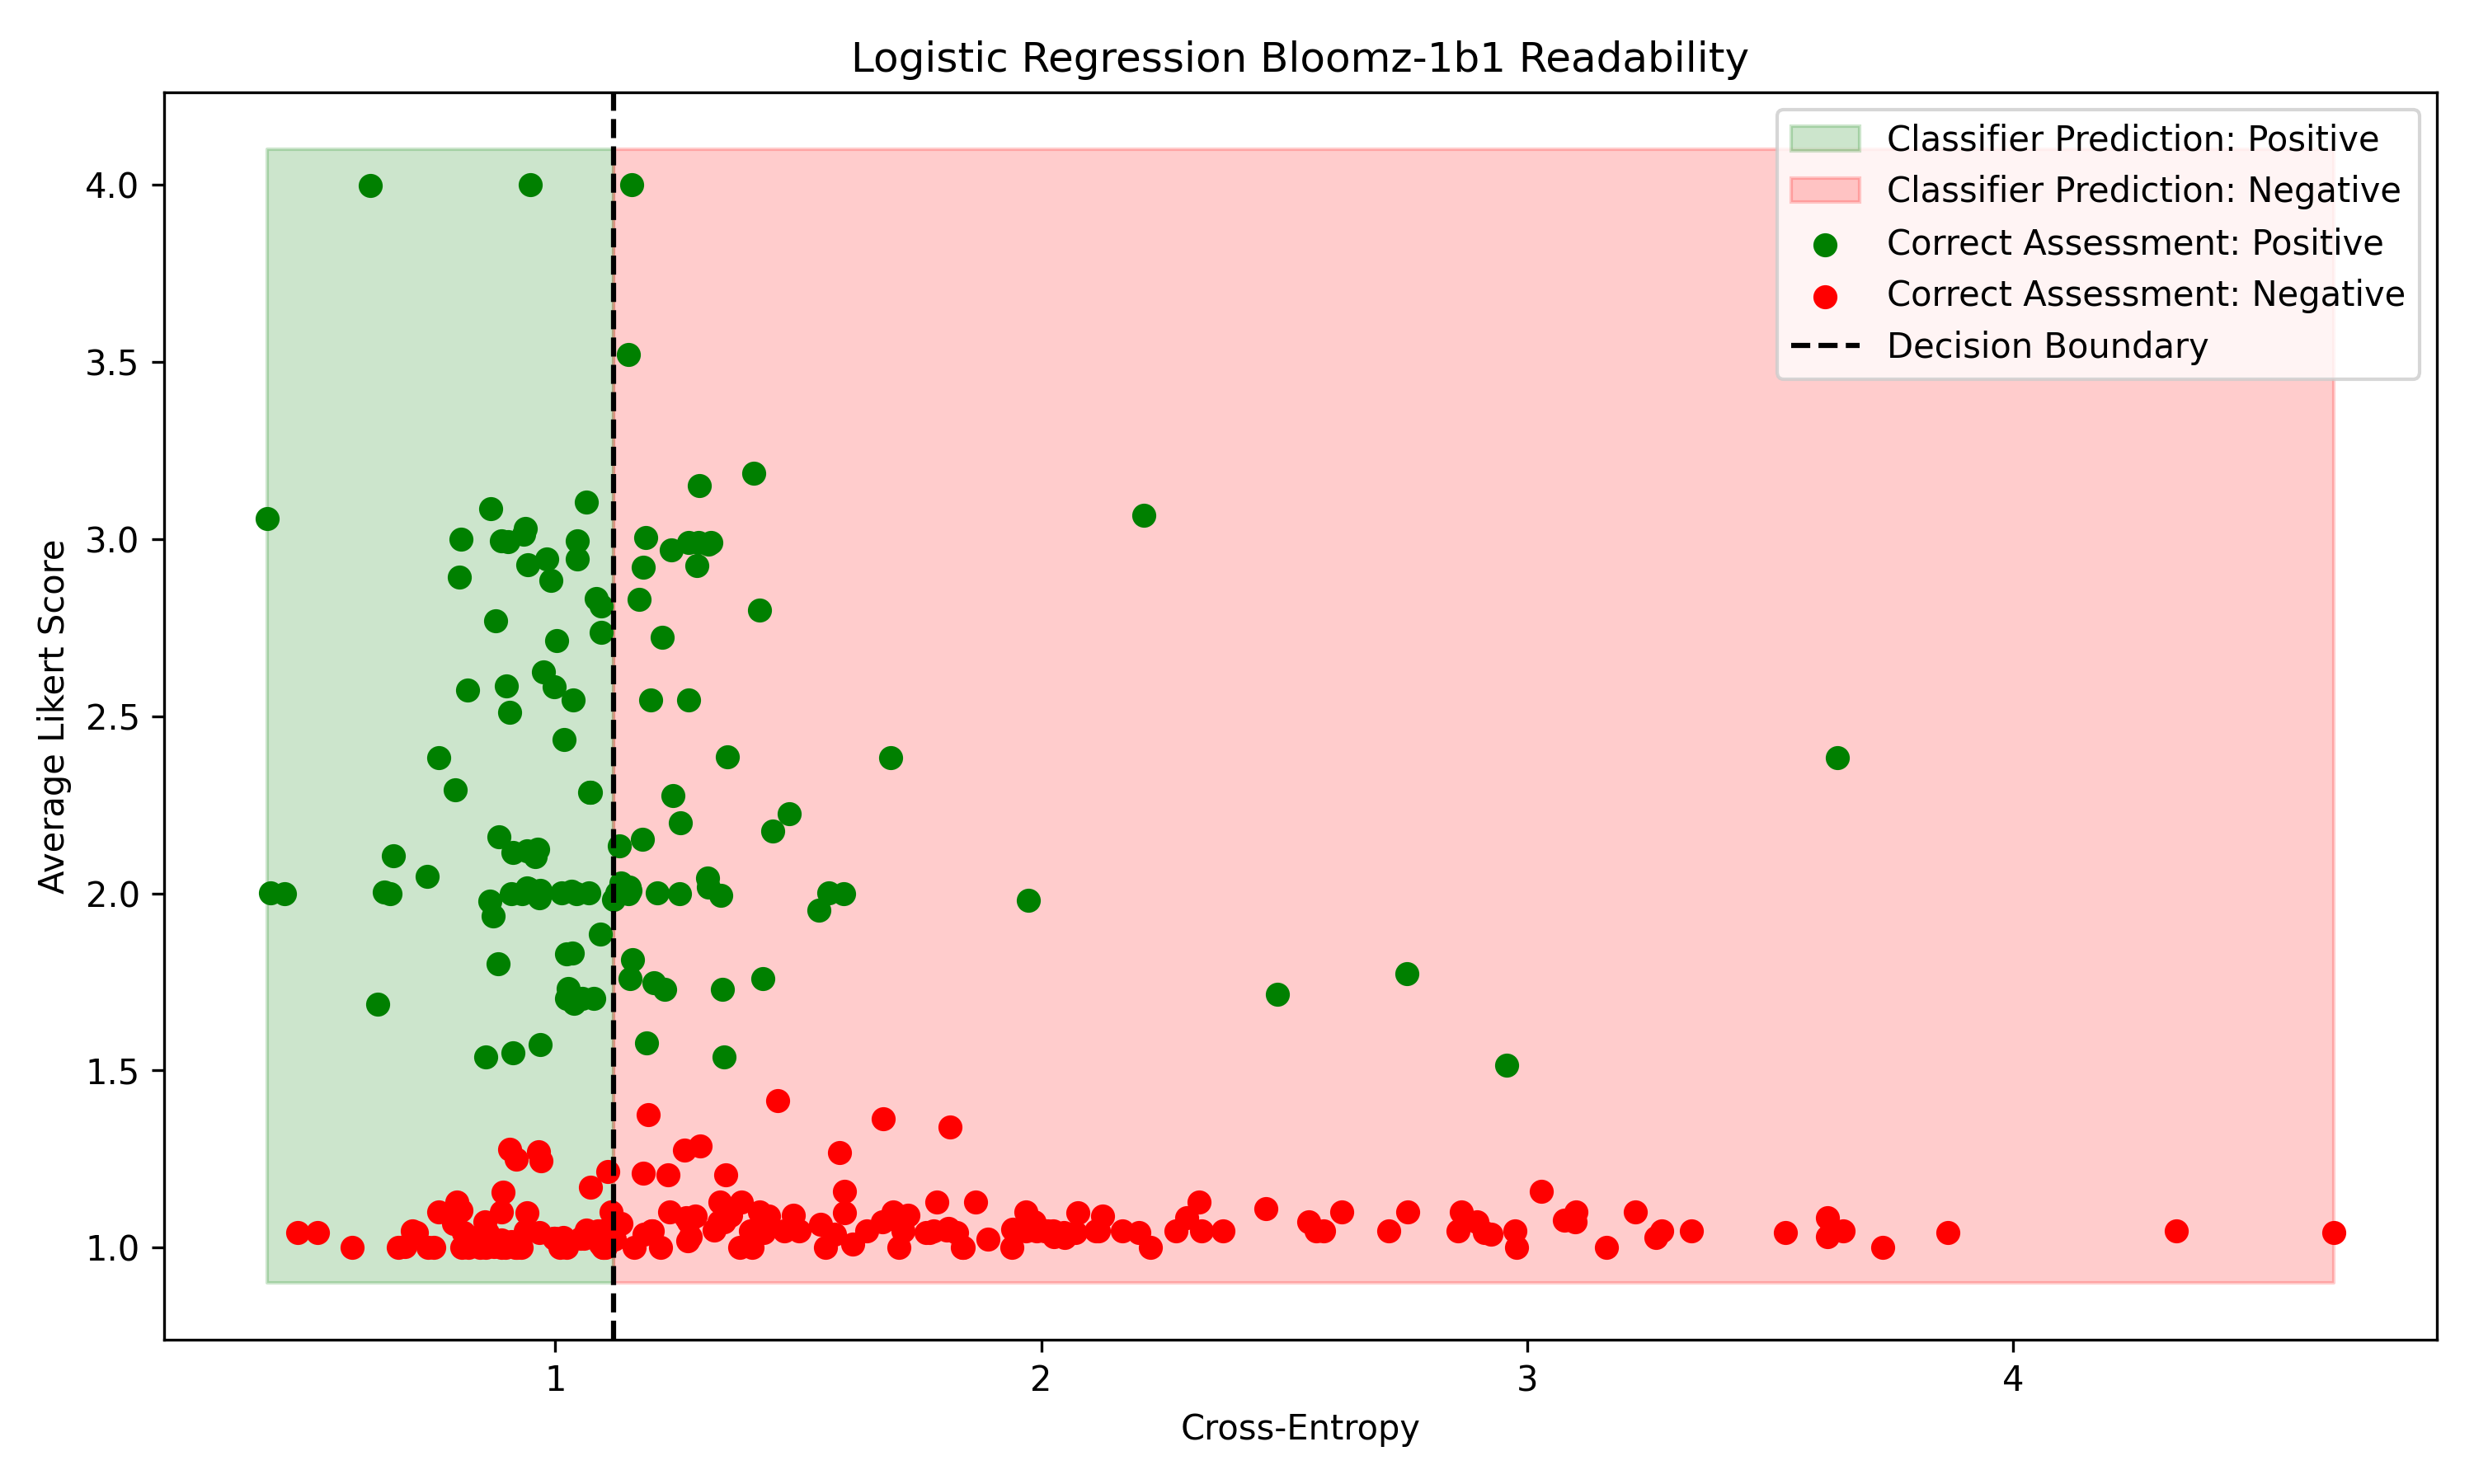 Logistic Regression Bloomz-1b1 Readability
Classifier Prediction: Positive
Classifier Prediction: Negative
Correct Assessment: Positive
Correct Assessment: Negative
Decision Boundary
Average Likert Score
4.0
3.5
3.0
2.5
2.0
1.5
1.0
1 2 3 4
Cross-Entropy